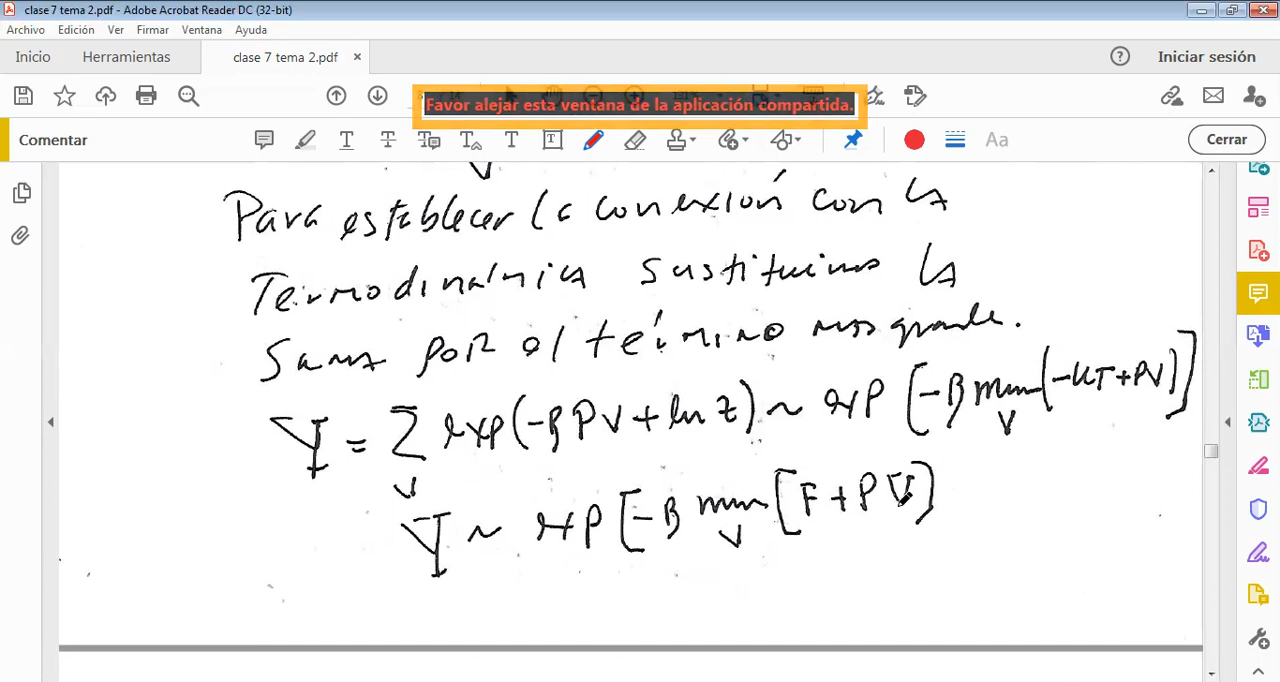 clase 7 tema 2.pdf - Adobe Acrobat Reader DC (32-bit)
Archivo Edición Ver Firmar Ventana Ayuda
Inicio Herramientas clase 7 tema 2.pdf × Iniciar sesión
Favor alejar esta ventana de la aplicación compartida.
Comentar Aa Cerrar
Para establecer la conexión con la
Termodinámica sustituimos la
suma por el término mas grande.
Ψ = Σ exp(-βPV + ln Z) ~ exp [-β min (-KT+PV)]
V V
Ψ ~ exp [-β min [F + PV]
V